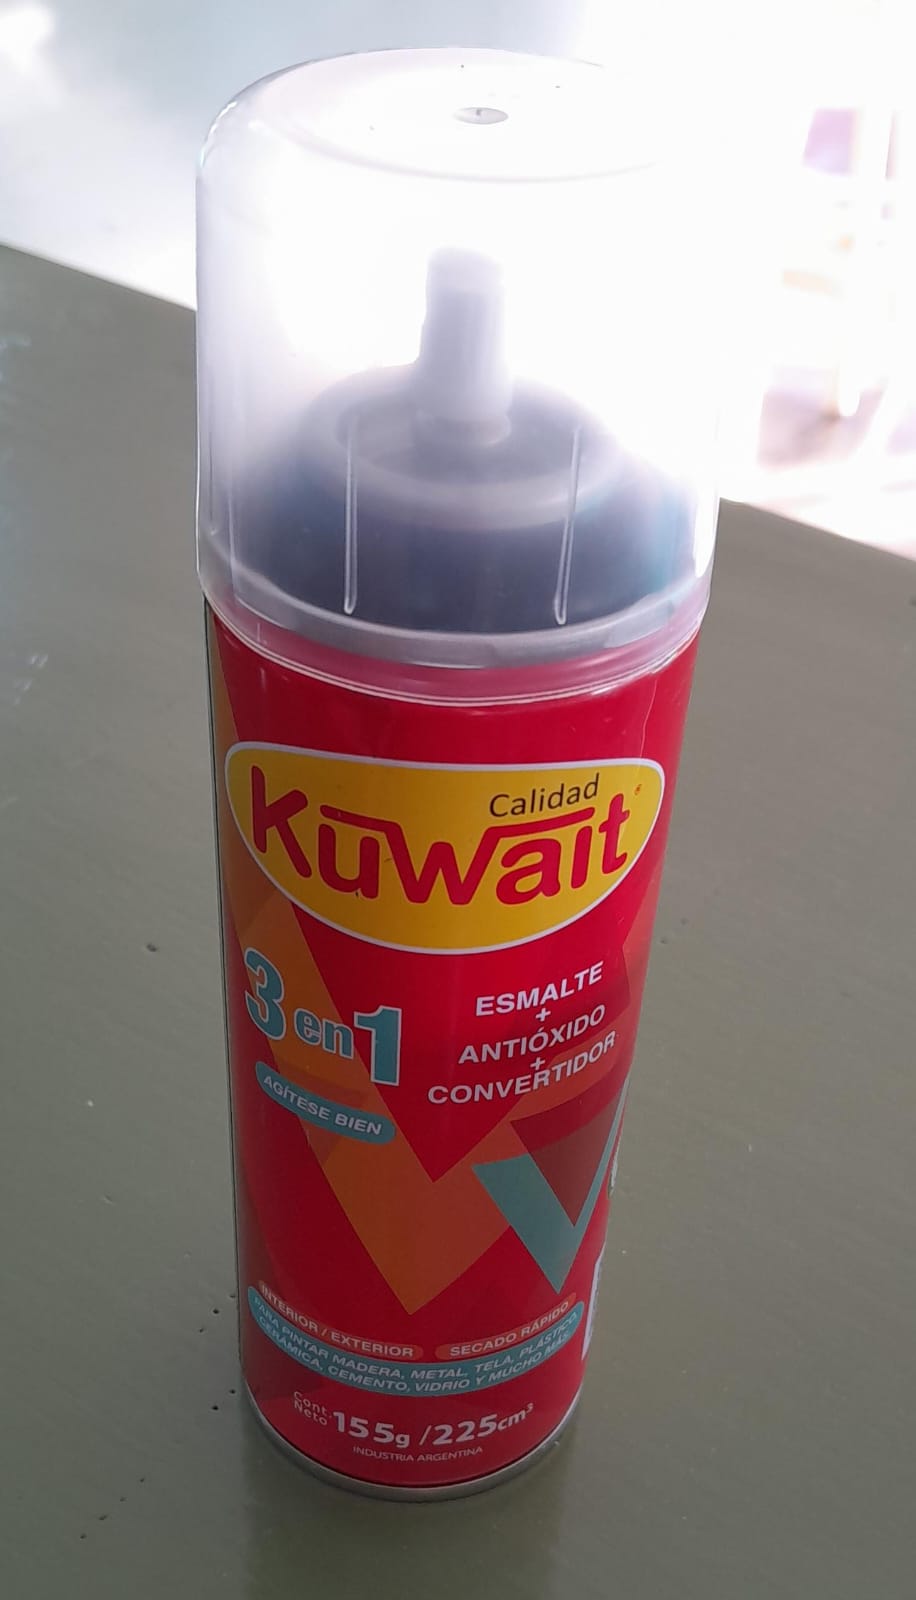 Calidad
Kuwait
3 en 1
ESMALTE
+
ANTIÓXIDO
+
CONVERTIDOR
AGÍTESE BIEN
INTERIOR / EXTERIOR
SECADO RÁPIDO
PARA PINTAR MADERA, METAL, TELA, PLÁSTICO,
CERÁMICA, CEMENTO, VIDRIO Y MUCHO MÁS.
Cont.
Neto 155g /225cm³
INDUSTRIA ARGENTINA